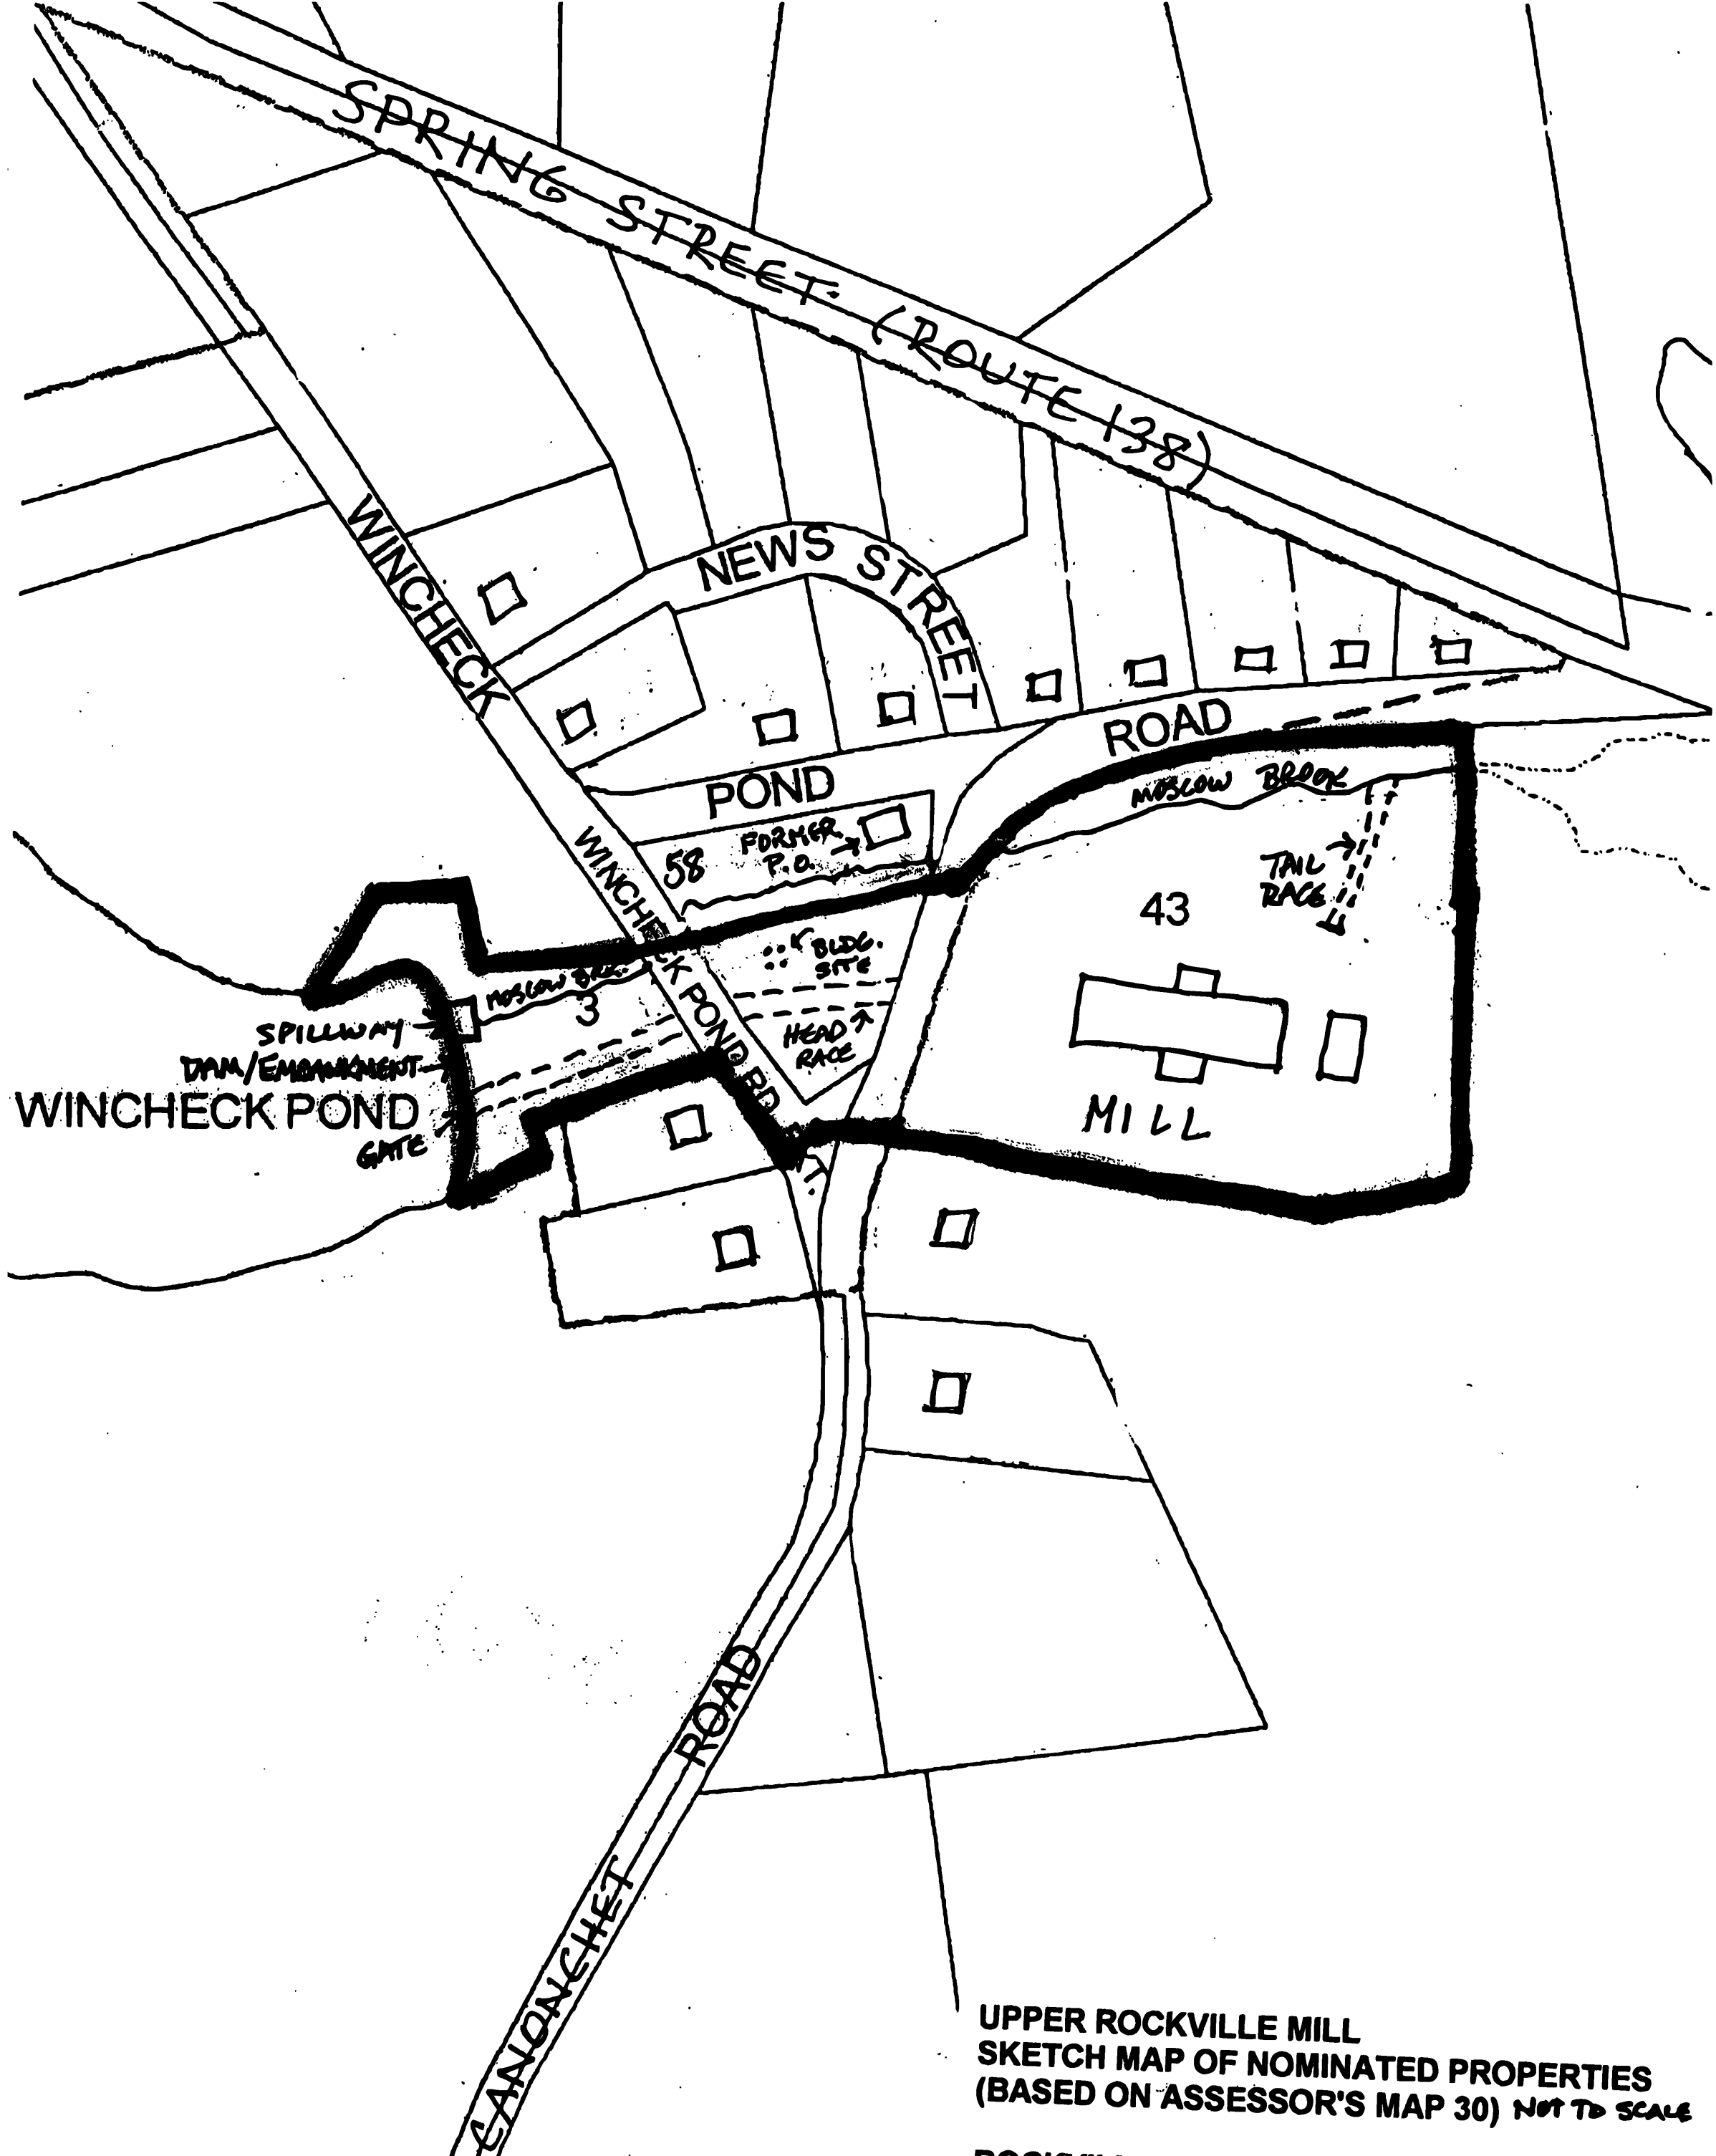 SPRING STREET (ROUTE 138)
WINCHECK
NEWS STREET
ROAD
POND
MOSCOW BROOK
58
FORMER
P.O.
TAIL
RACE
43
WINCHECK POND RD.
BLDG.
SITE
MOSCOW BRK.
3
HEAD
RACE
SPILLWAY
DAM/EMBANKMENT
WINCHECK POND
GATE
MILL
ST.
CANONCHET ROAD
UPPER ROCKVILLE MILL
SKETCH MAP OF NOMINATED PROPERTIES
(BASED ON ASSESSOR'S MAP 30) NOT TO SCALE